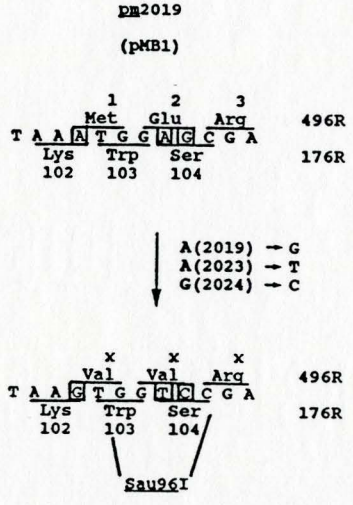 pm2019
(pMB1)
1 2 3
Met Glu Arg 496R
T A A A T G G A G C G A
Lys Trp Ser 176R
102 103 104
A(2019) → G
A(2023) → T
G(2024) → C
x x x
Val Val Arg 496R
T A A G T G G T C C G A
Lys Trp Ser 176R
102 103 104
Sau96I